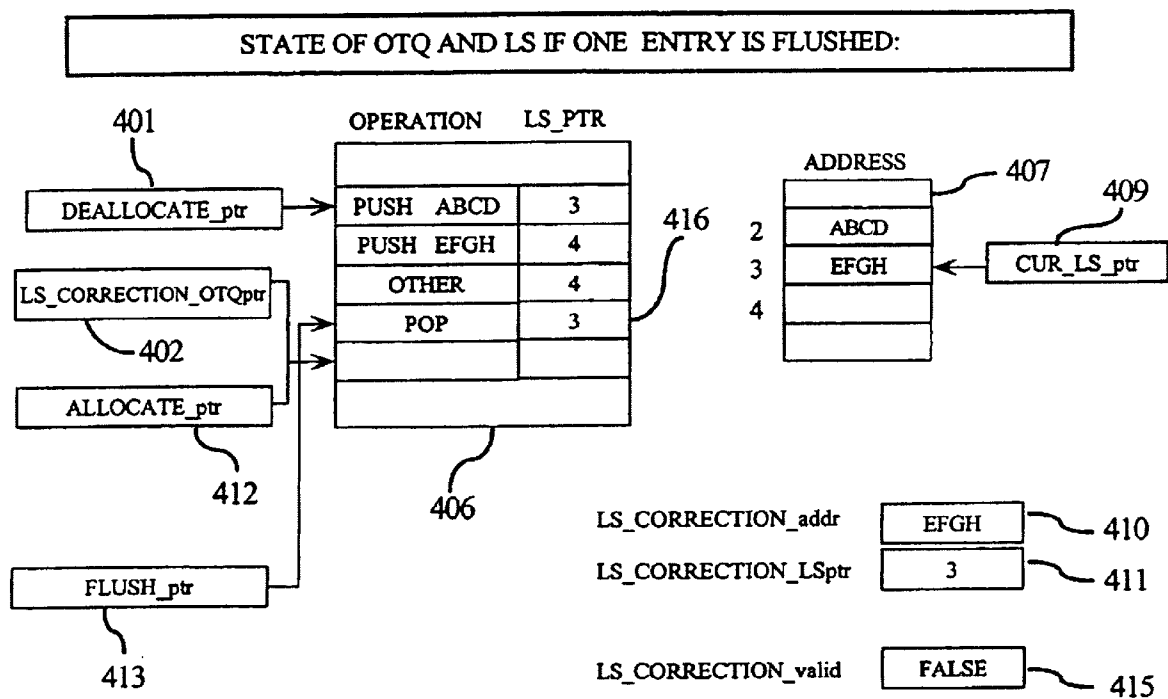 STATE OF OTQ AND LS IF ONE ENTRY IS FLUSHED:
401
OPERATION LS_PTR
DEALLOCATE_ptr
PUSH ABCD 3
PUSH EFGH 4
OTHER 4
POP 3
416
LS_CORRECTION_OTQptr
402
ALLOCATE_ptr
412
406
FLUSH_ptr
413
ADDRESS
407
409
2 ABCD
3 EFGH
CUR_LS_ptr
4
LS_CORRECTION_addr EFGH 410
LS_CORRECTION_LSptr 3 411
LS_CORRECTION_valid FALSE 415